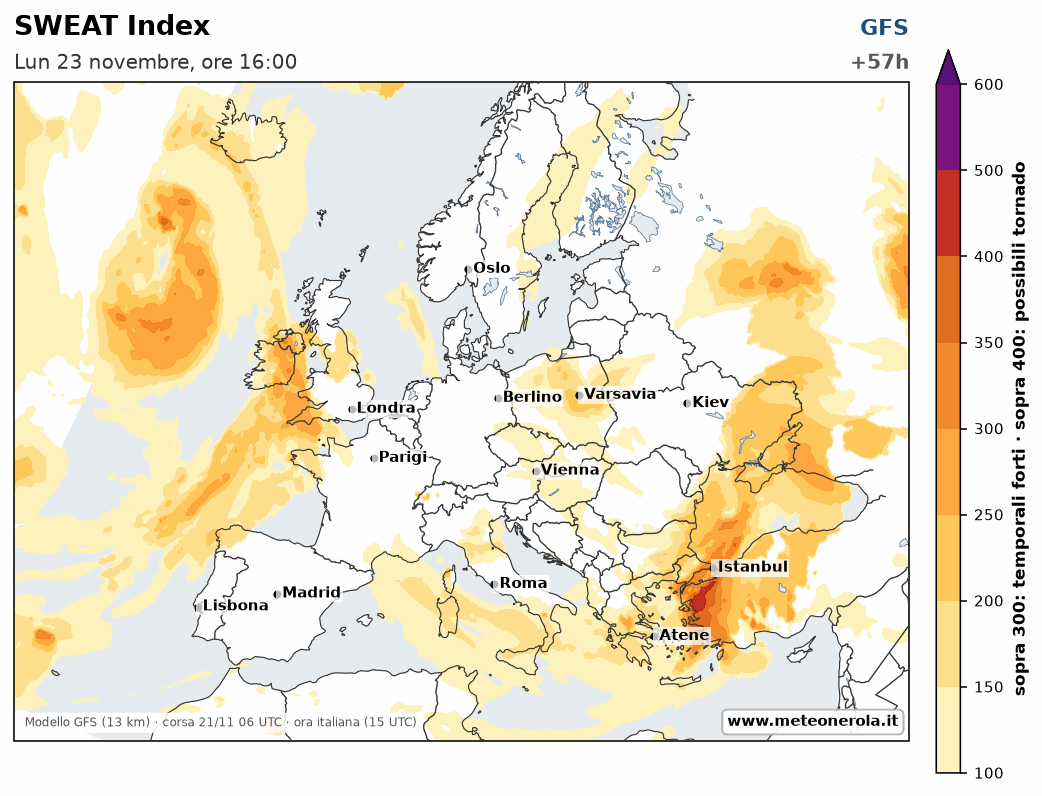 SWEAT Index
GFS
Lun 23 novembre, ore 16:00
+57h
Oslo
Londra
Berlino
Varsavia
Kiev
Parigi
Vienna
Istanbul
Roma
Madrid
Lisbona
Atene
Modello GFS (13 km) · corsa 21/11 06 UTC · ora italiana (15 UTC)
www.meteonerola.it
600
500
400
350
300
250
200
150
100
sopra 300: temporali forti · sopra 400: possibili tornado